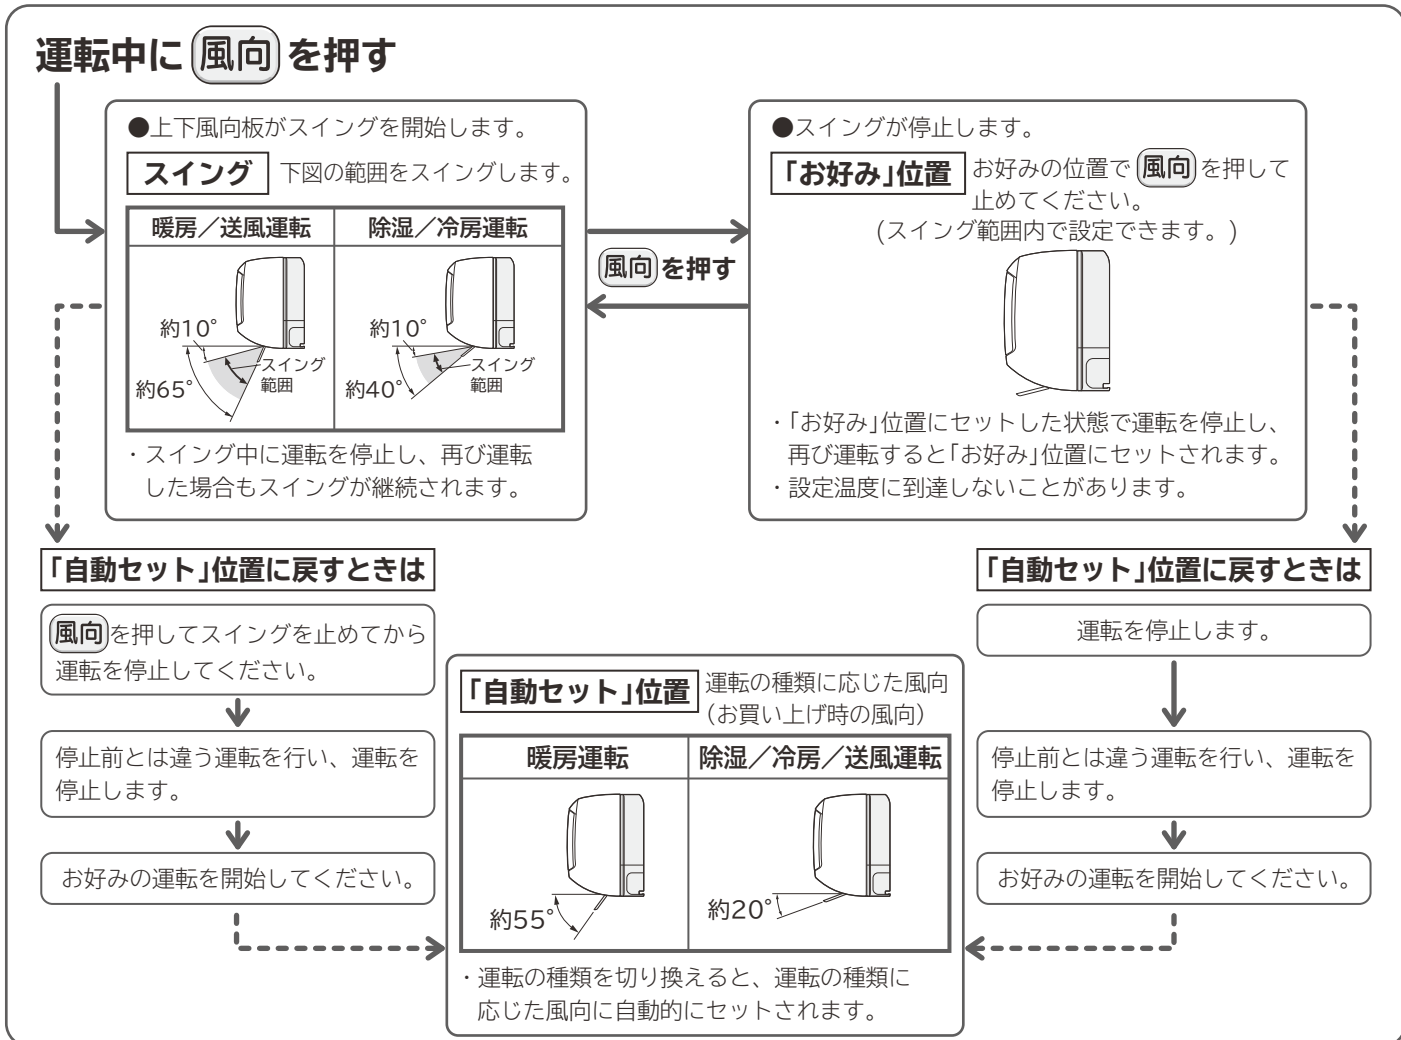 運転中に 風向 を押す
●上下風向板がスイングを開始します。
スイング 下図の範囲をスイングします。
暖房／送風運転 除湿／冷房運転
約10°
約65°
スイング
範囲
約10°
約40°
スイング
範囲
・スイング中に運転を停止し、再び運転
した場合もスイングが継続されます。
風向 を押す
●スイングが停止します。
「お好み」位置 お好みの位置で 風向 を押して
止めてください。
(スイング範囲内で設定できます。)
・「お好み」位置にセットした状態で運転を停止し、
再び運転すると「お好み」位置にセットされます。
・設定温度に到達しないことがあります。
「自動セット」位置に戻すときは
風向 を押してスイングを止めてから
運転を停止してください。
停止前とは違う運転を行い、運転を
停止します。
お好みの運転を開始してください。
「自動セット」位置 運転の種類に応じた風向
(お買い上げ時の風向)
暖房運転 除湿／冷房／送風運転
約55°
約20°
・運転の種類を切り換えると、運転の種類に
応じた風向に自動的にセットされます。
「自動セット」位置に戻すときは
運転を停止します。
停止前とは違う運転を行い、運転を
停止します。
お好みの運転を開始してください。